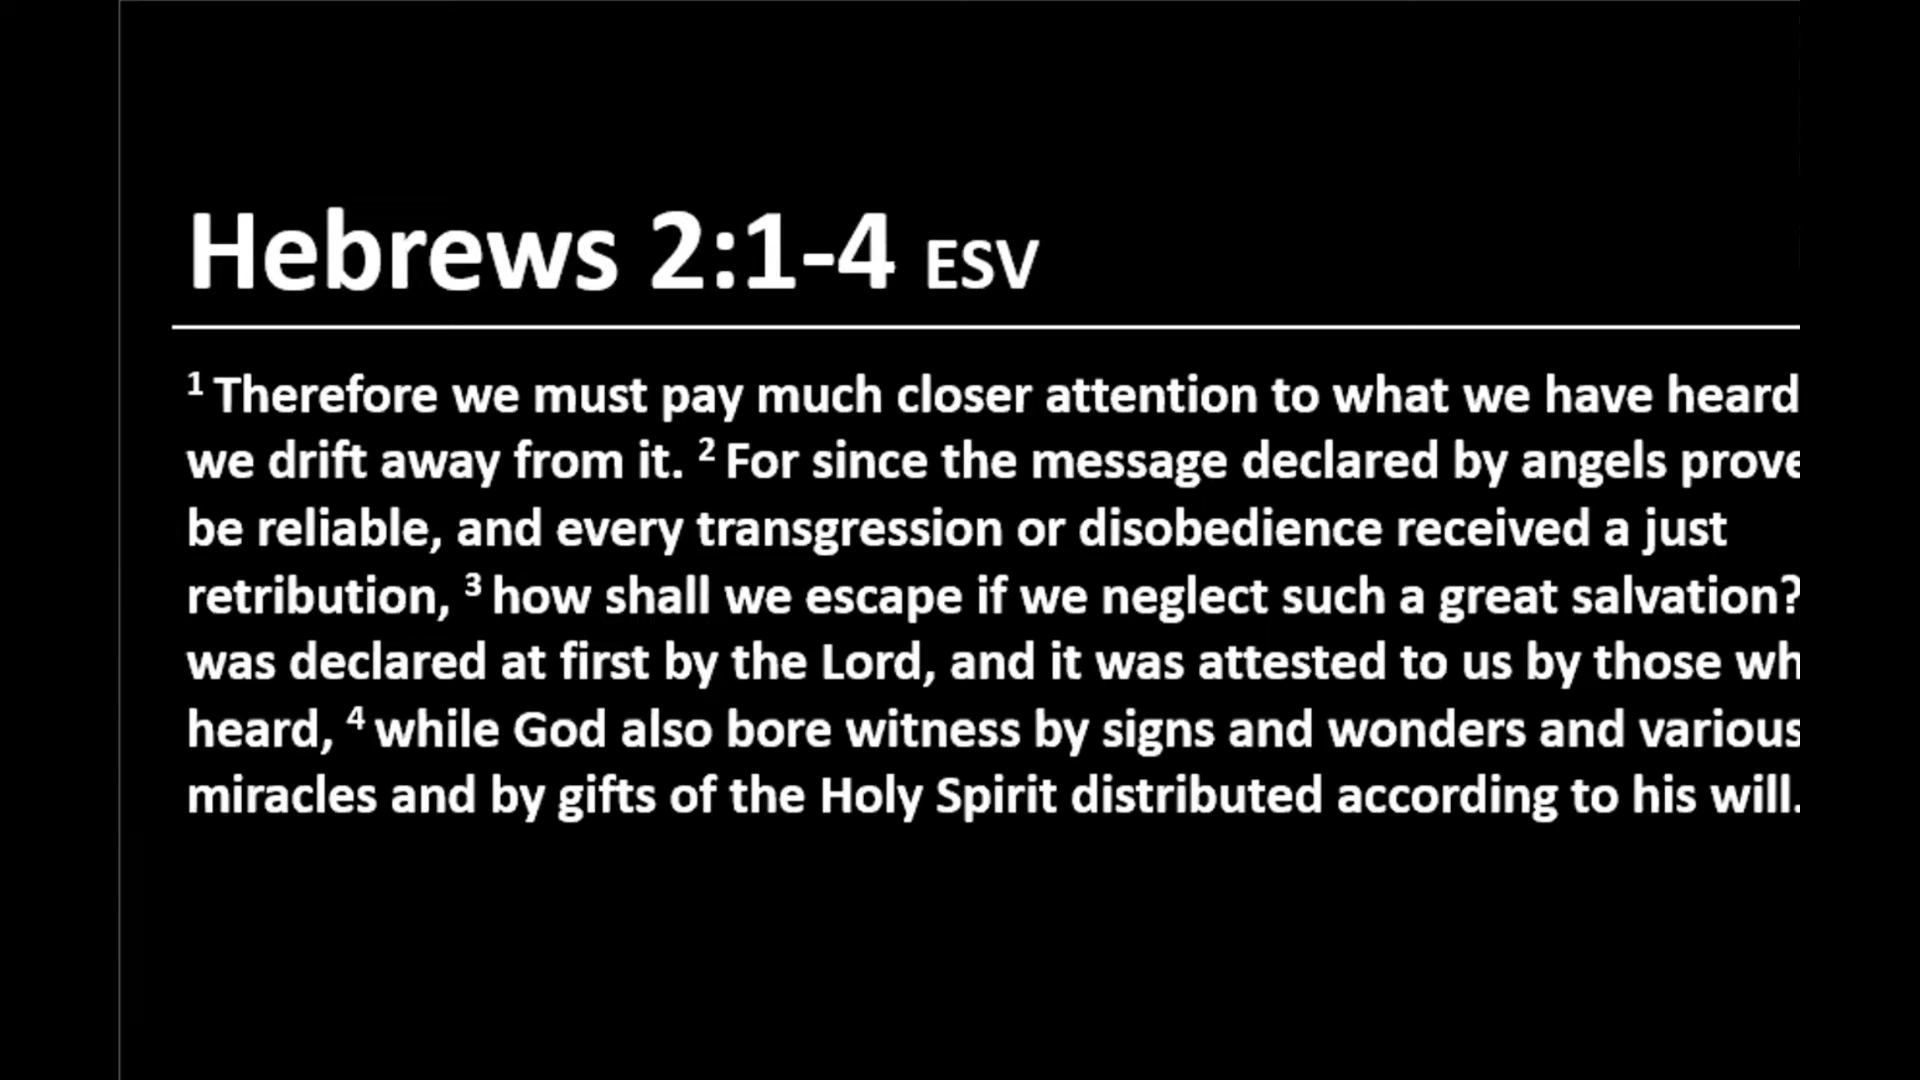 Hebrews 2:1-4 ESV
1 Therefore we must pay much closer attention to what we have heard
we drift away from it. 2 For since the message declared by angels prove
be reliable, and every transgression or disobedience received a just
retribution, 3 how shall we escape if we neglect such a great salvation?
was declared at first by the Lord, and it was attested to us by those wh
heard, 4 while God also bore witness by signs and wonders and various
miracles and by gifts of the Holy Spirit distributed according to his will.